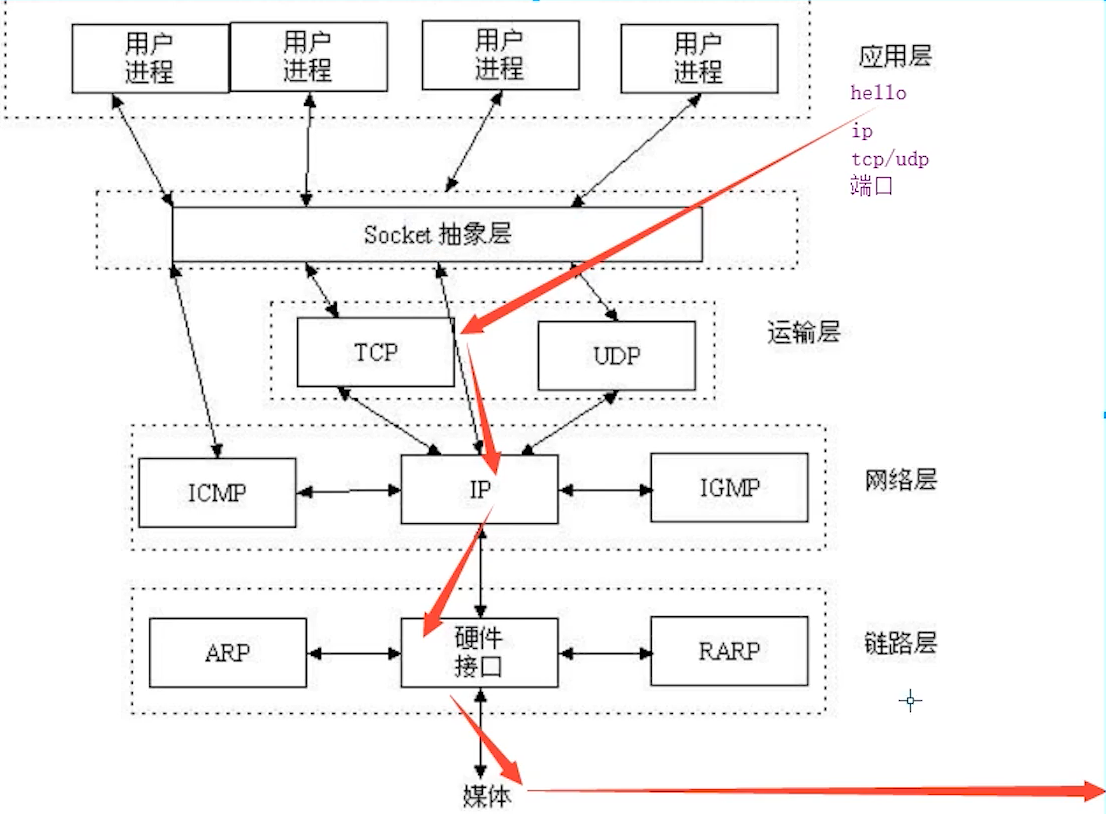 用户
进程
用户
进程
用户
进程
用户
进程
应用层
hello
ip
tcp/udp
端口
Socket 抽象层
TCP
UDP
运输层
ICMP
IP
IGMP
网络层
ARP
硬件
接口
RARP
链路层
媒体